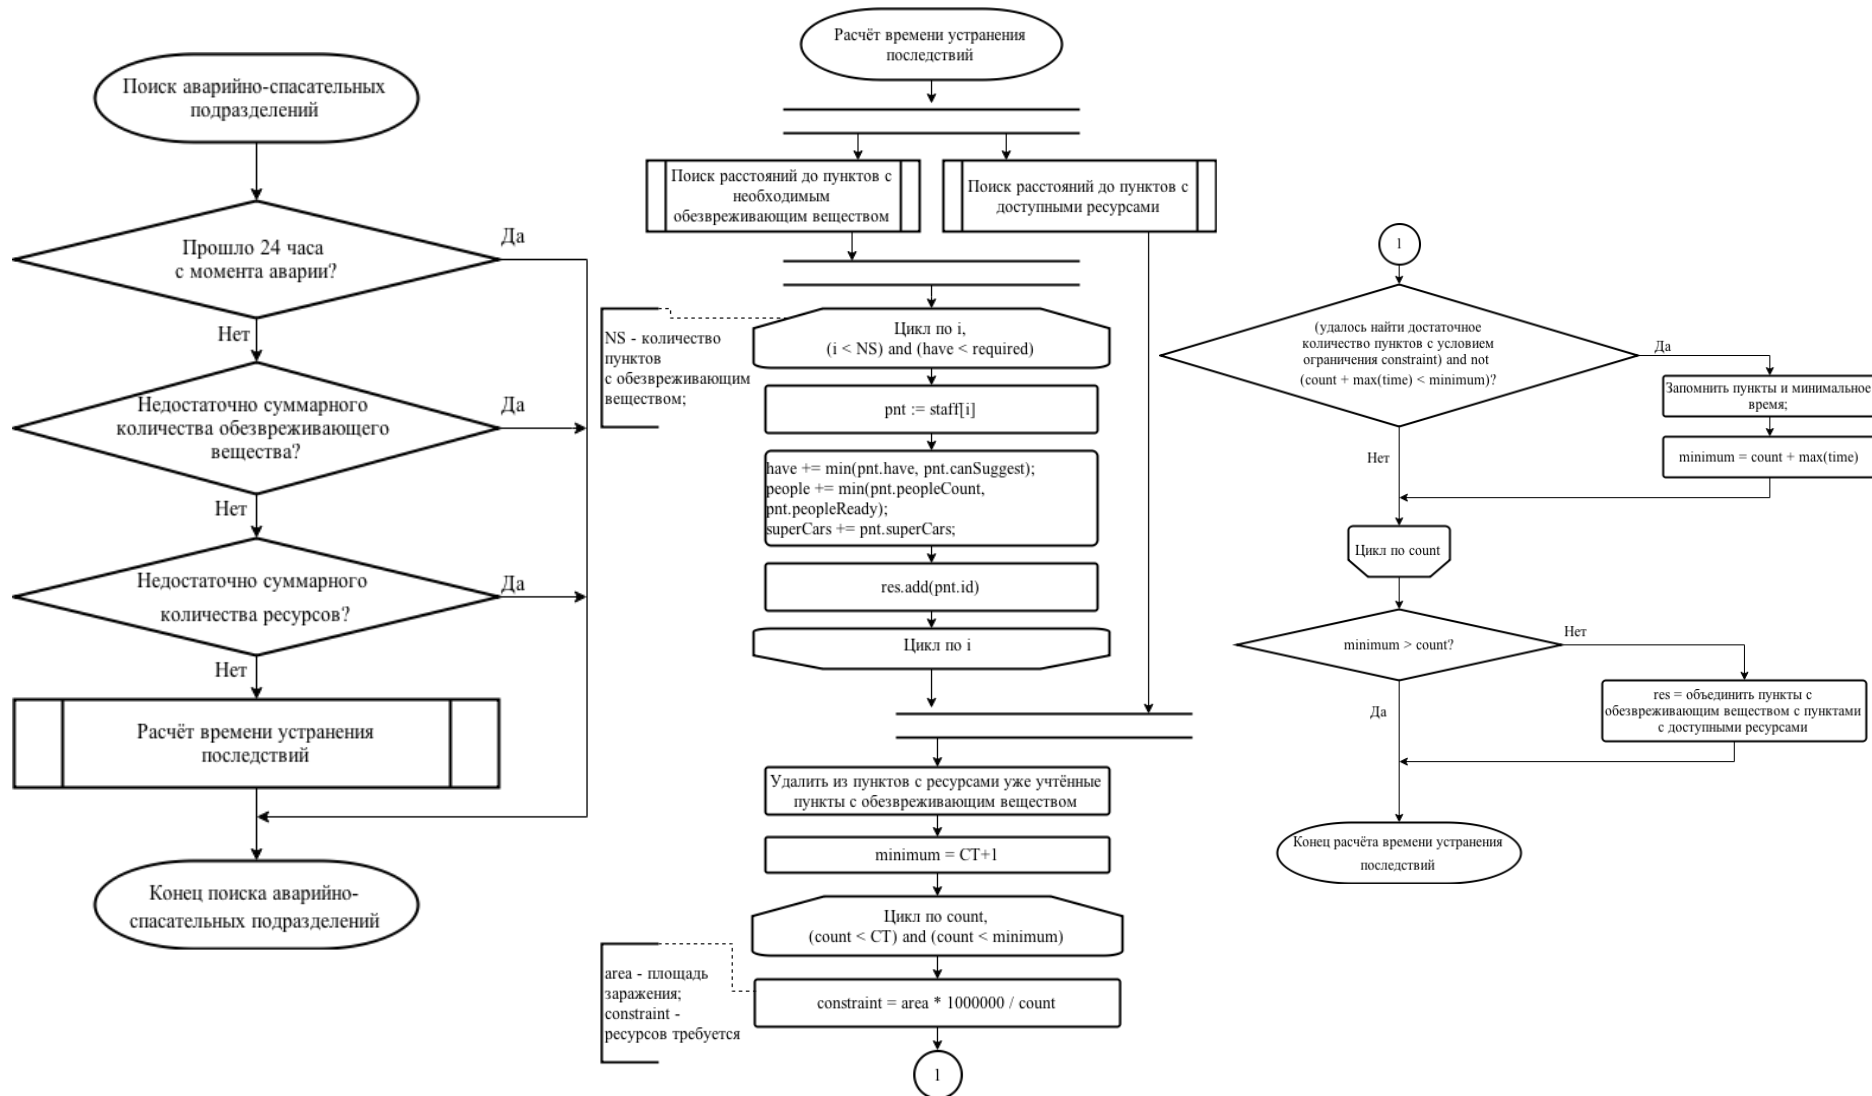 Поиск аварийно-спасательных
подразделений
Прошло 24 часа
с момента аварии?
Да
Нет
Недостаточно суммарного
количества обезвреживающего
вещества?
Да
Нет
Недостаточно суммарного
количества ресурсов?
Да
Нет
Расчёт времени устранения
последствий
Конец поиска аварийно-
спасательных подразделений
Расчёт времени устранения
последствий
Поиск расстояний до пунктов с
необходимым
обезвреживающим веществом
Поиск расстояний до пунктов с
доступными ресурсами
NS - количество
пунктов
с обезвреживающим
веществом;
Цикл по i,
(i < NS) and (have < required)
pnt := staff[i]
have += min(pnt.have, pnt.canSuggest);
people += min(pnt.peopleCount,
pnt.peopleReady);
superCars += pnt.superCars;
res.add(pnt.id)
Цикл по i
Удалить из пунктов с ресурсами уже учтённые
пункты с обезвреживающим веществом
minimum = CT+1
Цикл по count,
(count < CT) and (count < minimum)
area - площадь
заражения;
constraint -
ресурсов требуется
constraint = area * 1000000 / count
1
1
(удалось найти достаточное
количество пунктов с условием
ограничения constraint) and not
(count + max(time) < minimum)?
Да
Запомнить пункты и минимальное
время;
minimum = count + max(time)
Нет
Цикл по count
minimum > count?
Нет
res = объединить пункты с
обезвреживающим веществом с пунктами
с доступными ресурсами
Да
Конец расчёта времени устранения
последствий